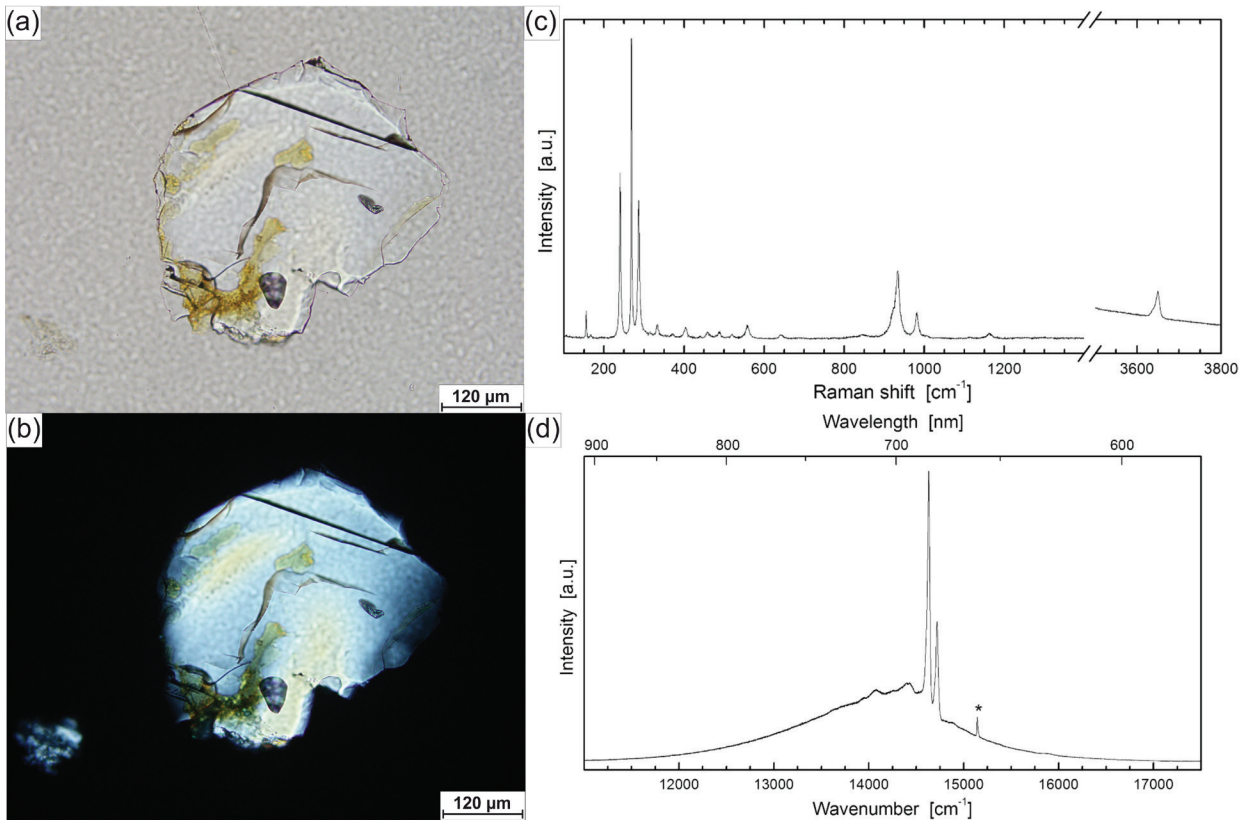 (a)
120 µm
(b)
120 µm
(c)
Intensity [a.u.]
200 400 600 800 1000 1200 3600 3800
Raman shift [cm-1]
(d)
Wavelength [nm]
900 800 700 600
Intensity [a.u.]
*
12000 13000 14000 15000 16000 17000
Wavenumber [cm-1]